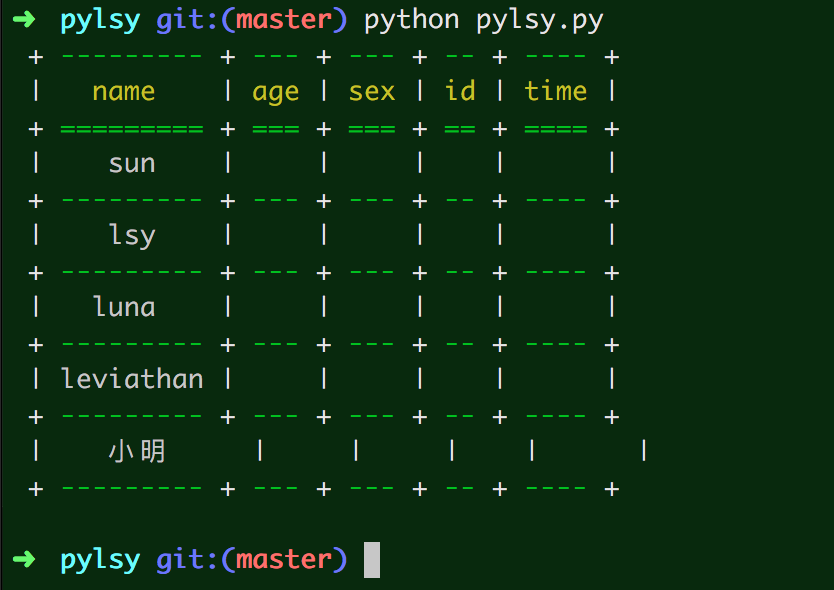 ➜  pylsy git:(master) python pylsy.py
+ --------- + --- + --- + -- + ---- +
|   name    | age | sex | id | time |
+ ========= + === + === + == + ==== +
|    sun    |     |     |    |      |
+ --------- + --- + --- + -- + ---- +
|    lsy    |     |     |    |      |
+ --------- + --- + --- + -- + ---- +
|   luna    |     |     |    |      |
+ --------- + --- + --- + -- + ---- +
| leviathan |     |     |    |      |
+ --------- + --- + --- + -- + ---- +
|    小明     |     |     |    |      |
+ --------- + --- + --- + -- + ---- +
➜  pylsy git:(master)